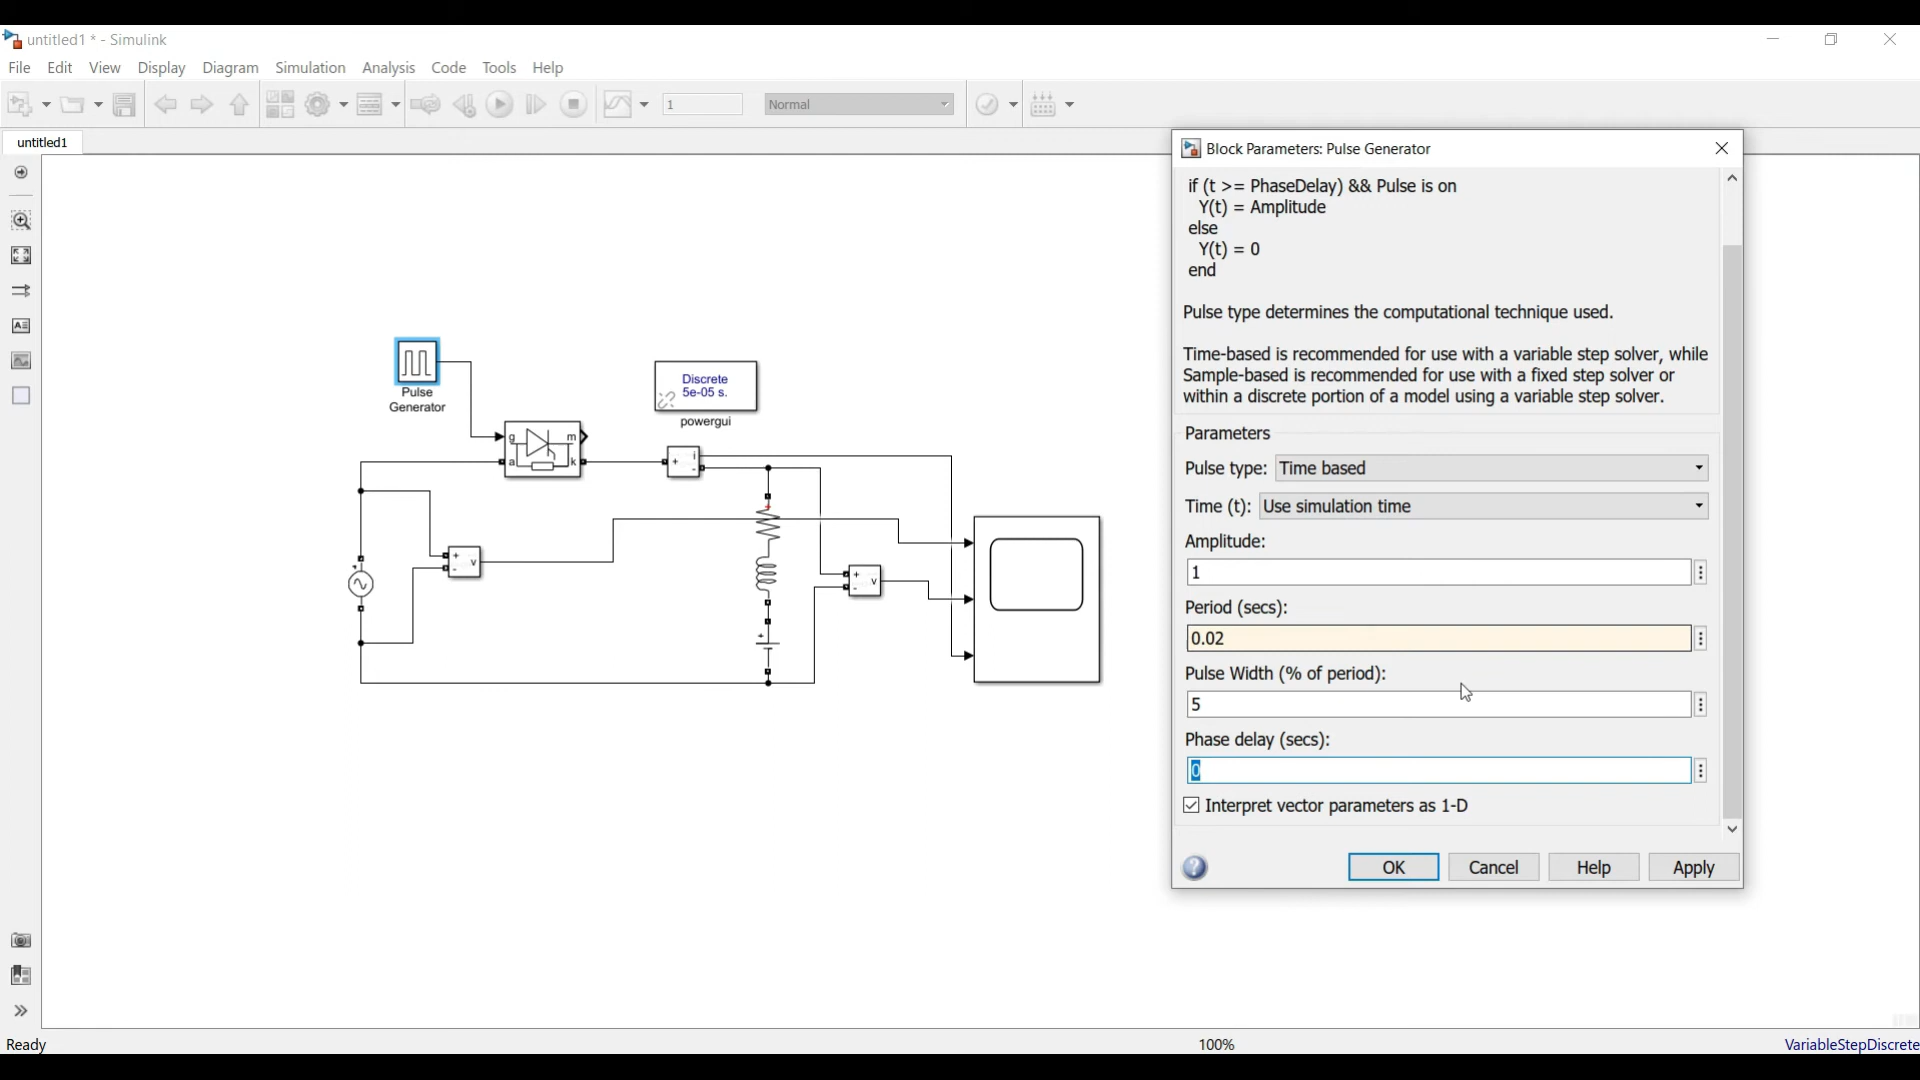 untitled1 * - Simulink
File Edit View Display Diagram Simulation Analysis Code Tools Help
1 Normal
untitled1
Block Parameters: Pulse Generator
if (t >= PhaseDelay) && Pulse is on
Y(t) = Amplitude
else
Y(t) = 0
end
Pulse type determines the computational technique used.
Time-based is recommended for use with a variable step solver, while
Sample-based is recommended for use with a fixed step solver or
within a discrete portion of a model using a variable step solver.
Parameters
Pulse type: Time based
Time (t): Use simulation time
Amplitude:
1
Period (secs):
0.02
Pulse Width (% of period):
5
Phase delay (secs):
0
Interpret vector parameters as 1-D
OK Cancel Help Apply
Pulse
Generator
Discrete
5e-05 s.
powergui
g m
a k
+ i
-
+ v
-
+
+ v
-
+
Ready 100% VariableStepDiscrete